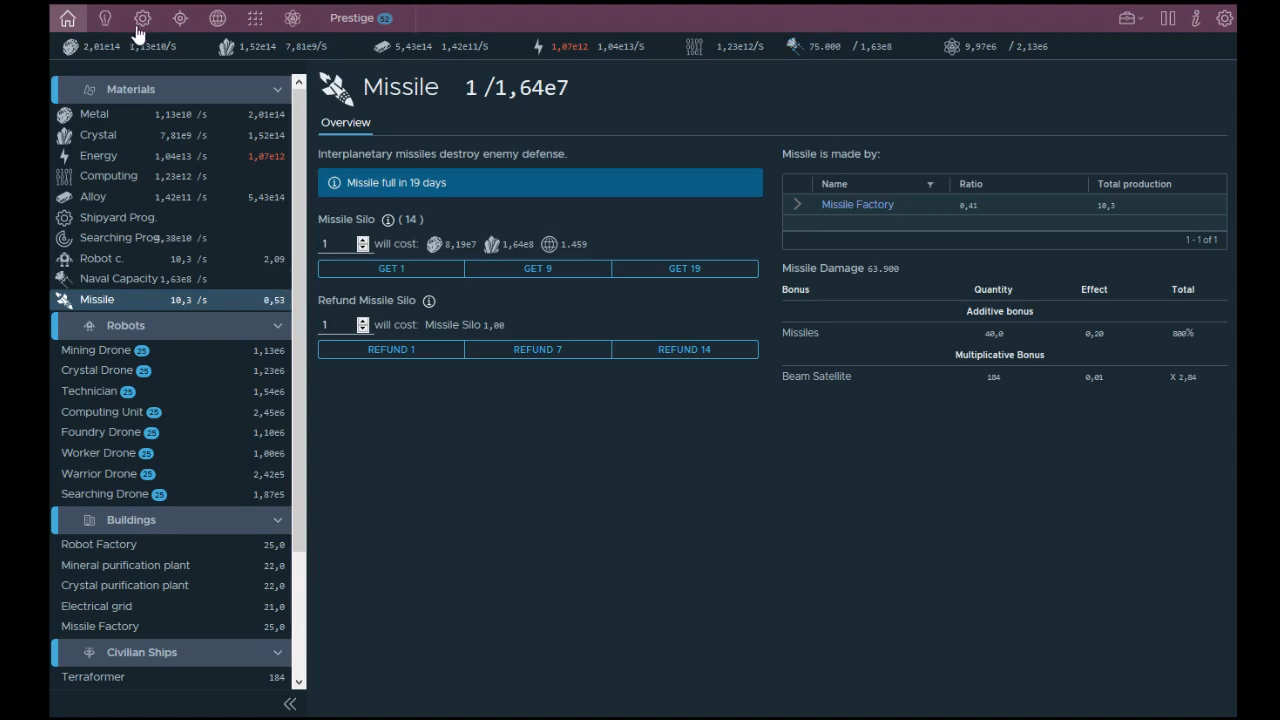 Prestige 52
2,01e14 1,13e10/S 1,52e14 7,81e9/S 5,43e14 1,42e11/S 1,07e12 1,04e13/S 1,23e12/S 75.000 / 1,63e8 9,97e6 / 2,13e6
Materials
Metal 1,13e10 /s 2,01e14
Crystal 7,81e9 /s 1,52e14
Energy 1,04e13 /s 1,07e12
Computing 1,23e12 /s
Alloy 1,42e11 /s 5,43e14
Shipyard Prog.
Searching Prog 4,38e10 /s
Robot c. 10,3 /s 2,09
Naval Capacity 1,63e8 /s
Missile 10,3 /s 0,53
Robots
Mining Drone 25 1,13e6
Crystal Drone 25 1,23e6
Technician 25 1,54e6
Computing Unit 25 2,45e6
Foundry Drone 25 1,10e6
Worker Drone 25 1,00e6
Warrior Drone 25 2,42e5
Searching Drone 25 1,87e5
Buildings
Robot Factory 25,0
Mineral purification plant 22,0
Crystal purification plant 22,0
Electrical grid 21,0
Missile Factory 25,0
Civilian Ships
Terraformer 184
Missile 1 /1,64e7
Overview
Interplanetary missiles destroy enemy defense.
Missile full in 19 days
Missile Silo ( 14 )
1 will cost: 8,19e7 1,64e8 1.459
GET 1 GET 9 GET 19
Refund Missile Silo
1 will cost: Missile Silo 1,00
REFUND 1 REFUND 7 REFUND 14
Missile is made by:
Name Ratio Total production
Missile Factory 0,41 10,3
1 - 1 of 1
Missile Damage 63.900
Bonus Quantity Effect Total
Additive bonus
Missiles 40,0 0,20 800%
Multiplicative Bonus
Beam Satellite 184 0,01 X 2,84